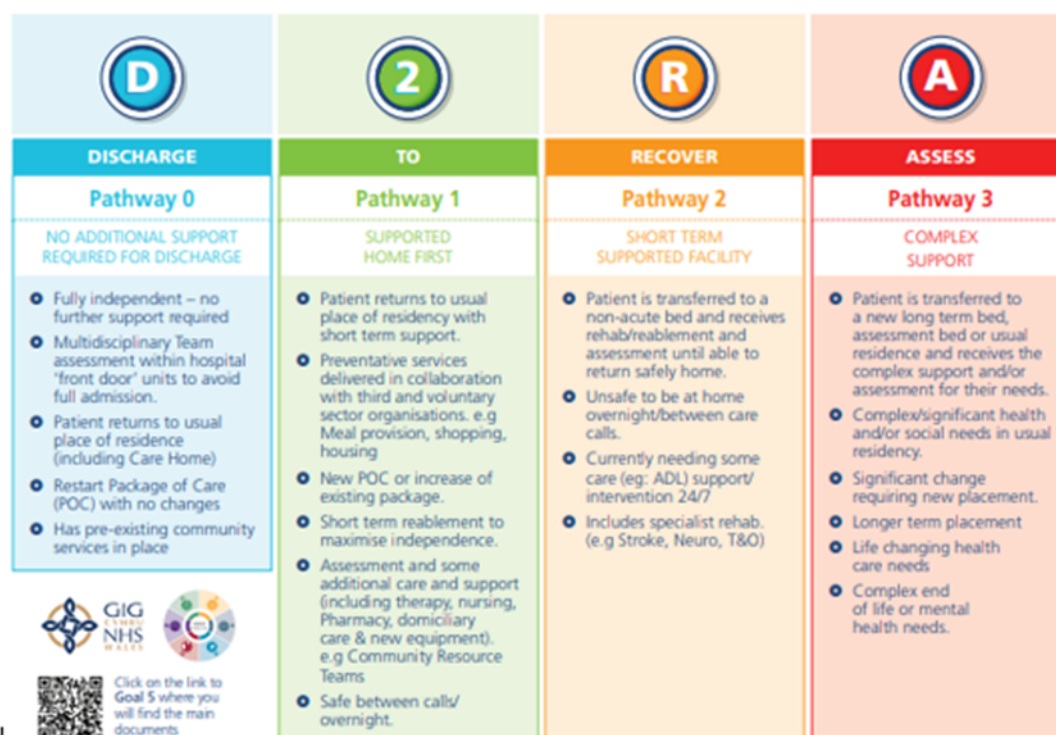 D
DISCHARGE
Pathway 0
NO ADDITIONAL SUPPORT
REQUIRED FOR DISCHARGE
Fully independent – no
further support required
Multidisciplinary Team
assessment within hospital
'front door' units to avoid
full admission.
Patient returns to usual
place of residence
(including Care Home)
Restart Package of Care
(POC) with no changes
Has pre-existing community
services in place
GIG
CYMRU
NHS
WALES
Click on the link to
Goal 5 where you
will find the main
documents
2
TO
Pathway 1
SUPPORTED
HOME FIRST
Patient returns to usual
place of residency with
short term support.
Preventative services
delivered in collaboration
with third and voluntary
sector organisations. e.g
Meal provision, shopping,
housing
New POC or increase of
existing package.
Short term reablement to
maximise independence.
Assessment and some
additional care and support
(including therapy, nursing,
Pharmacy, domiciliary
care & new equipment).
e.g Community Resource
Teams
Safe between calls/
overnight.
R
RECOVER
Pathway 2
SHORT TERM
SUPPORTED FACILITY
Patient is transferred to a
non-acute bed and receives
rehab/reablement and
assessment until able to
return safely home.
Unsafe to be at home
overnight/between care
calls.
Currently needing some
care (eg: ADL) support/
intervention 24/7
Includes specialist rehab.
(e.g Stroke, Neuro, T&O)
A
ASSESS
Pathway 3
COMPLEX
SUPPORT
Patient is transferred to
a new long term bed,
assessment bed or usual
residence and receives the
complex support and/or
assessment for their needs.
Complex/significant health
and/or social needs in usual
residency.
Significant change
requiring new placement.
Longer term placement
Life changing health
care needs
Complex end
of life or mental
health needs.